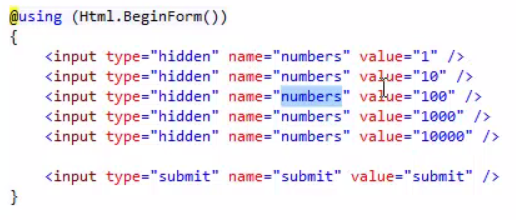 @using (Html.BeginForm())
{
<input type="hidden" name="numbers" value="1" />
<input type="hidden" name="numbers" value="10" />
<input type="hidden" name="numbers" value="100" />
<input type="hidden" name="numbers" value="1000" />
<input type="hidden" name="numbers" value="10000" />
<input type="submit" name="submit" value="submit" />
}